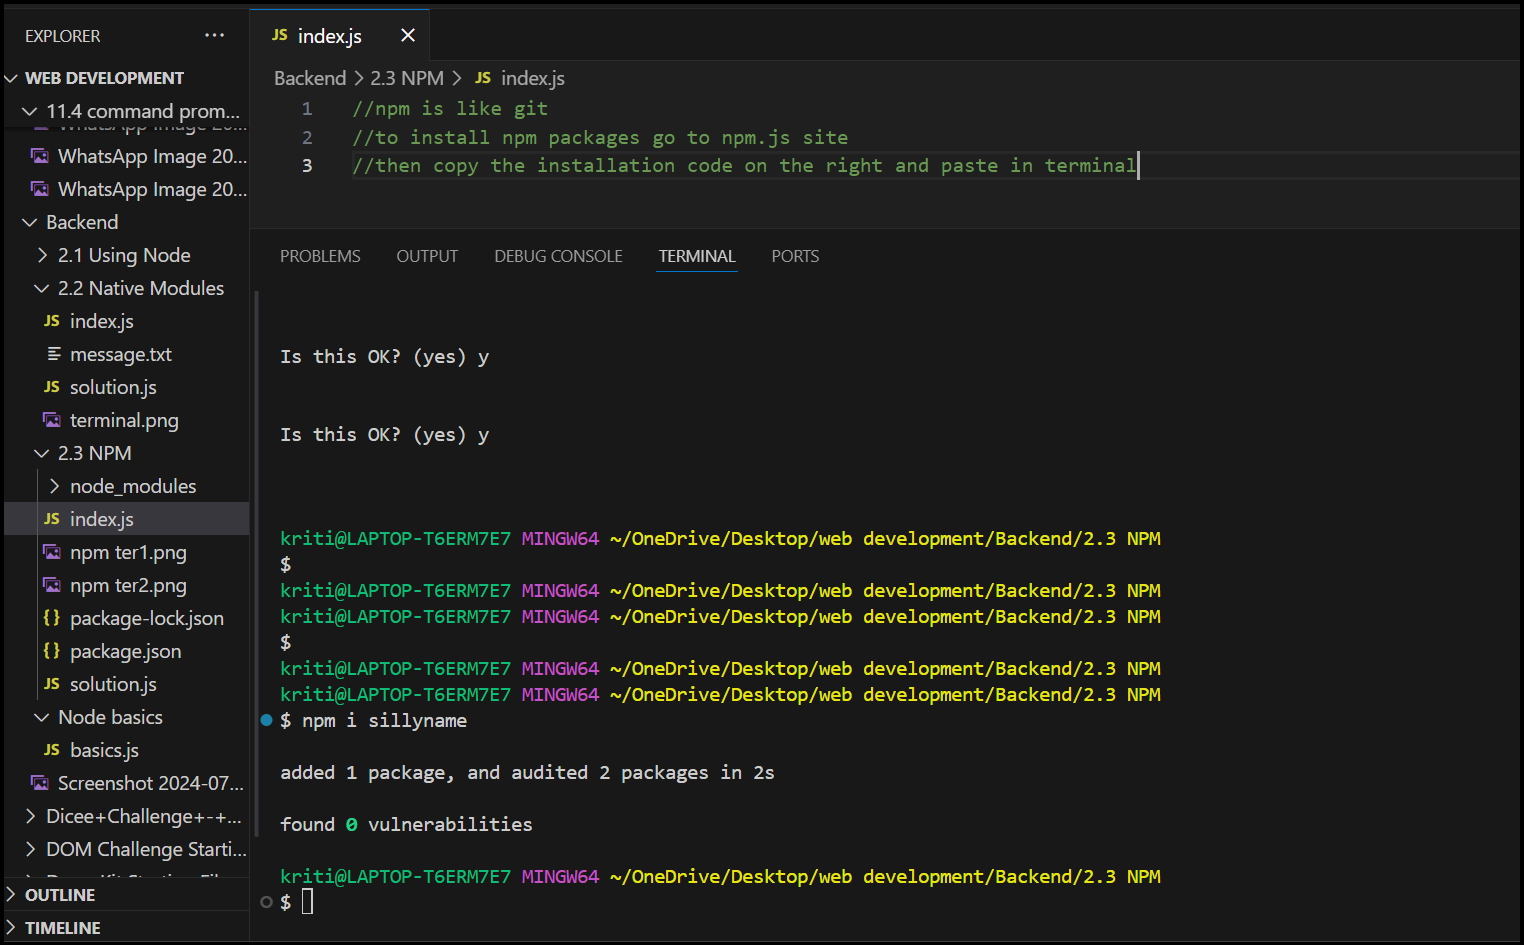 EXPLORER
···
WEB DEVELOPMENT
11.4 command prom...
WhatsApp Image 20...
WhatsApp Image 20...
WhatsApp Image 20...
Backend
2.1 Using Node
2.2 Native Modules
JS index.js
message.txt
JS solution.js
terminal.png
2.3 NPM
node_modules
JS index.js
npm ter1.png
npm ter2.png
{} package-lock.json
{} package.json
JS solution.js
Node basics
JS basics.js
Screenshot 2024-07...
Dicee+Challenge+-+...
DOM Challenge Starti...
OUTLINE
TIMELINE
JS index.js
Backend > 2.3 NPM > JS index.js
1 //npm is like git
2 //to install npm packages go to npm.js site
3 //then copy the installation code on the right and paste in terminal
PROBLEMS OUTPUT DEBUG CONSOLE TERMINAL PORTS
Is this OK? (yes) y
Is this OK? (yes) y
kriti@LAPTOP-T6ERM7E7 MINGW64 ~/OneDrive/Desktop/web development/Backend/2.3 NPM
$
kriti@LAPTOP-T6ERM7E7 MINGW64 ~/OneDrive/Desktop/web development/Backend/2.3 NPM
kriti@LAPTOP-T6ERM7E7 MINGW64 ~/OneDrive/Desktop/web development/Backend/2.3 NPM
$
kriti@LAPTOP-T6ERM7E7 MINGW64 ~/OneDrive/Desktop/web development/Backend/2.3 NPM
kriti@LAPTOP-T6ERM7E7 MINGW64 ~/OneDrive/Desktop/web development/Backend/2.3 NPM
$ npm i sillyname
added 1 package, and audited 2 packages in 2s
found 0 vulnerabilities
kriti@LAPTOP-T6ERM7E7 MINGW64 ~/OneDrive/Desktop/web development/Backend/2.3 NPM
$